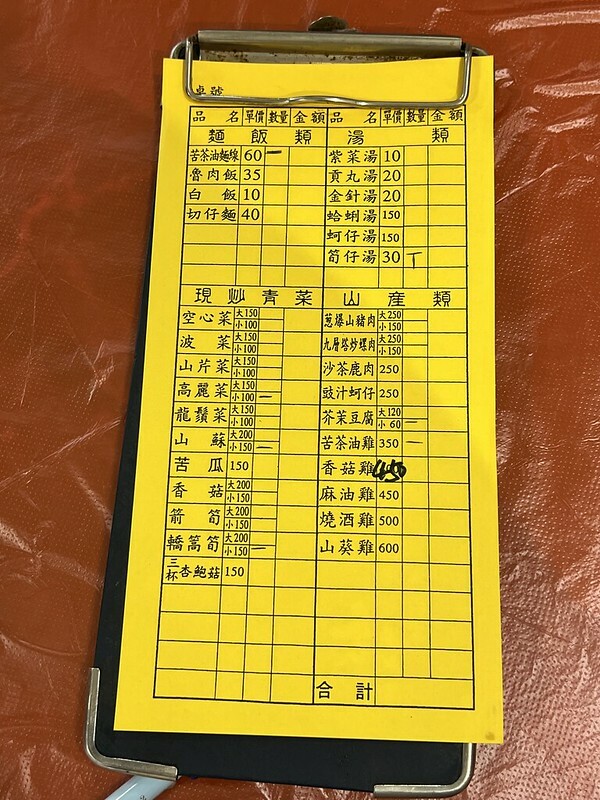 桌號
品名 單價 數量 金額 品名 單價 數量 金額
麵飯類 湯類
苦茶油麵線 60 一 紫菜湯 10
魯肉飯 35 貢丸湯 20
白飯 10 金針湯 20
切仔麵 40 蛤蜊湯 150
蚵仔湯 150
筍仔湯 30 丅
現炒青菜 山産類
空心菜 大150 小100 蔥爆山豬肉 大250 小150
波菜 大150 小100 九層塔炒螺肉 大250 小150
山芹菜 大150 小100 沙茶鹿肉 250
高麗菜 大150 小100 一 豉汁蚵仔 250
龍鬚菜 大150 小100 芥茉豆腐 大120 小60 一
山蘇 大200 小150 一 苦茶油雞 350 一
苦瓜 150 香菇雞 450
香菇 大200 小150 麻油雞 450
箭筍 大200 小150 燒酒雞 500
轎篙筍 大200 小150 一 山葵雞 600
三杯杏鮑菇 150
合計